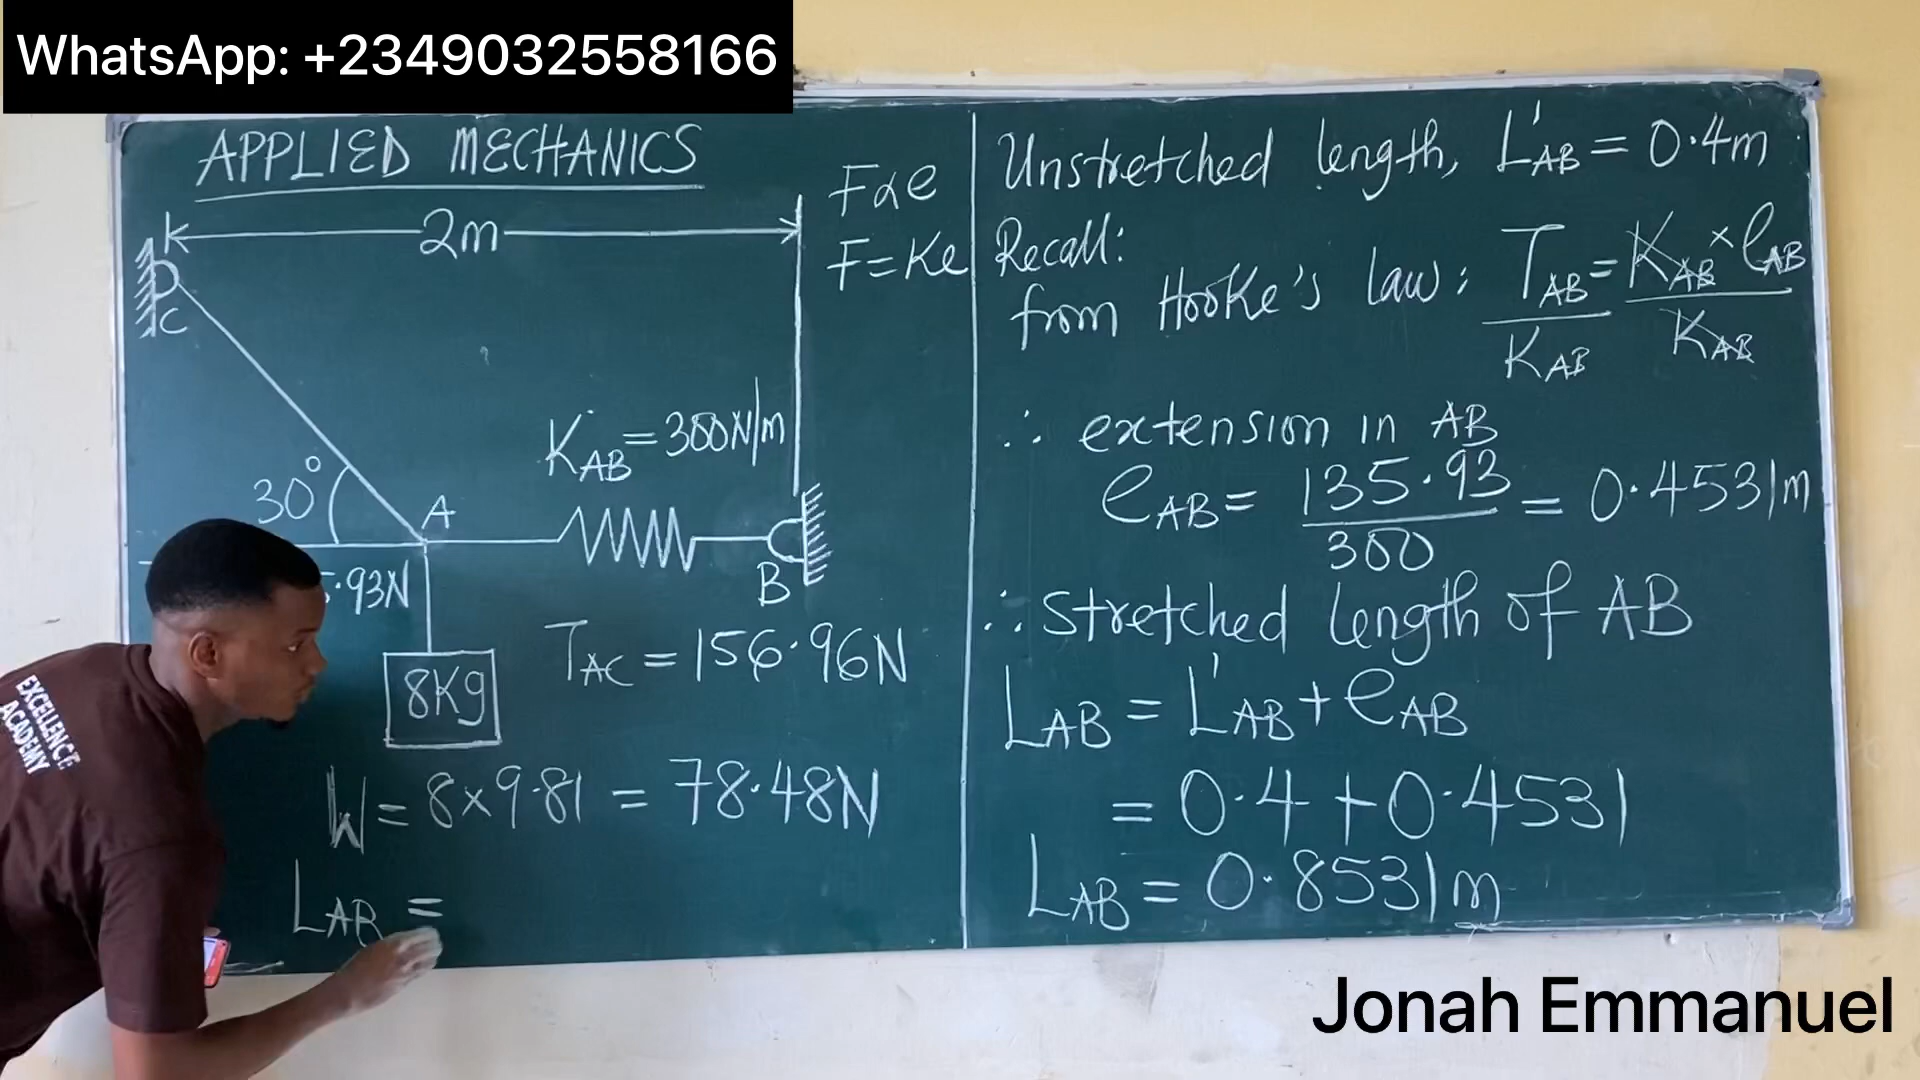 WhatsApp: +2349032558166
APPLIED MECHANICS
2m
F∝e
F=Ke
C
K_AB = 300N/m
30°
A
B
.93N
T_AC = 156.96N
8Kg
W = 8×9.81 = 78.48N
L_AB =
Unstretched length, L'_AB = 0.4m
Recall:
from Hooke's law: T_AB/K_AB = K_AB × e_AB/K_AB
∴ extension in AB
e_AB = 135.93/300 = 0.4531m
∴ stretched length of AB
L_AB = L'_AB + e_AB
= 0.4 + 0.4531
L_AB = 0.8531m
EXCELLENCE
ACADEMY
Jonah Emmanuel